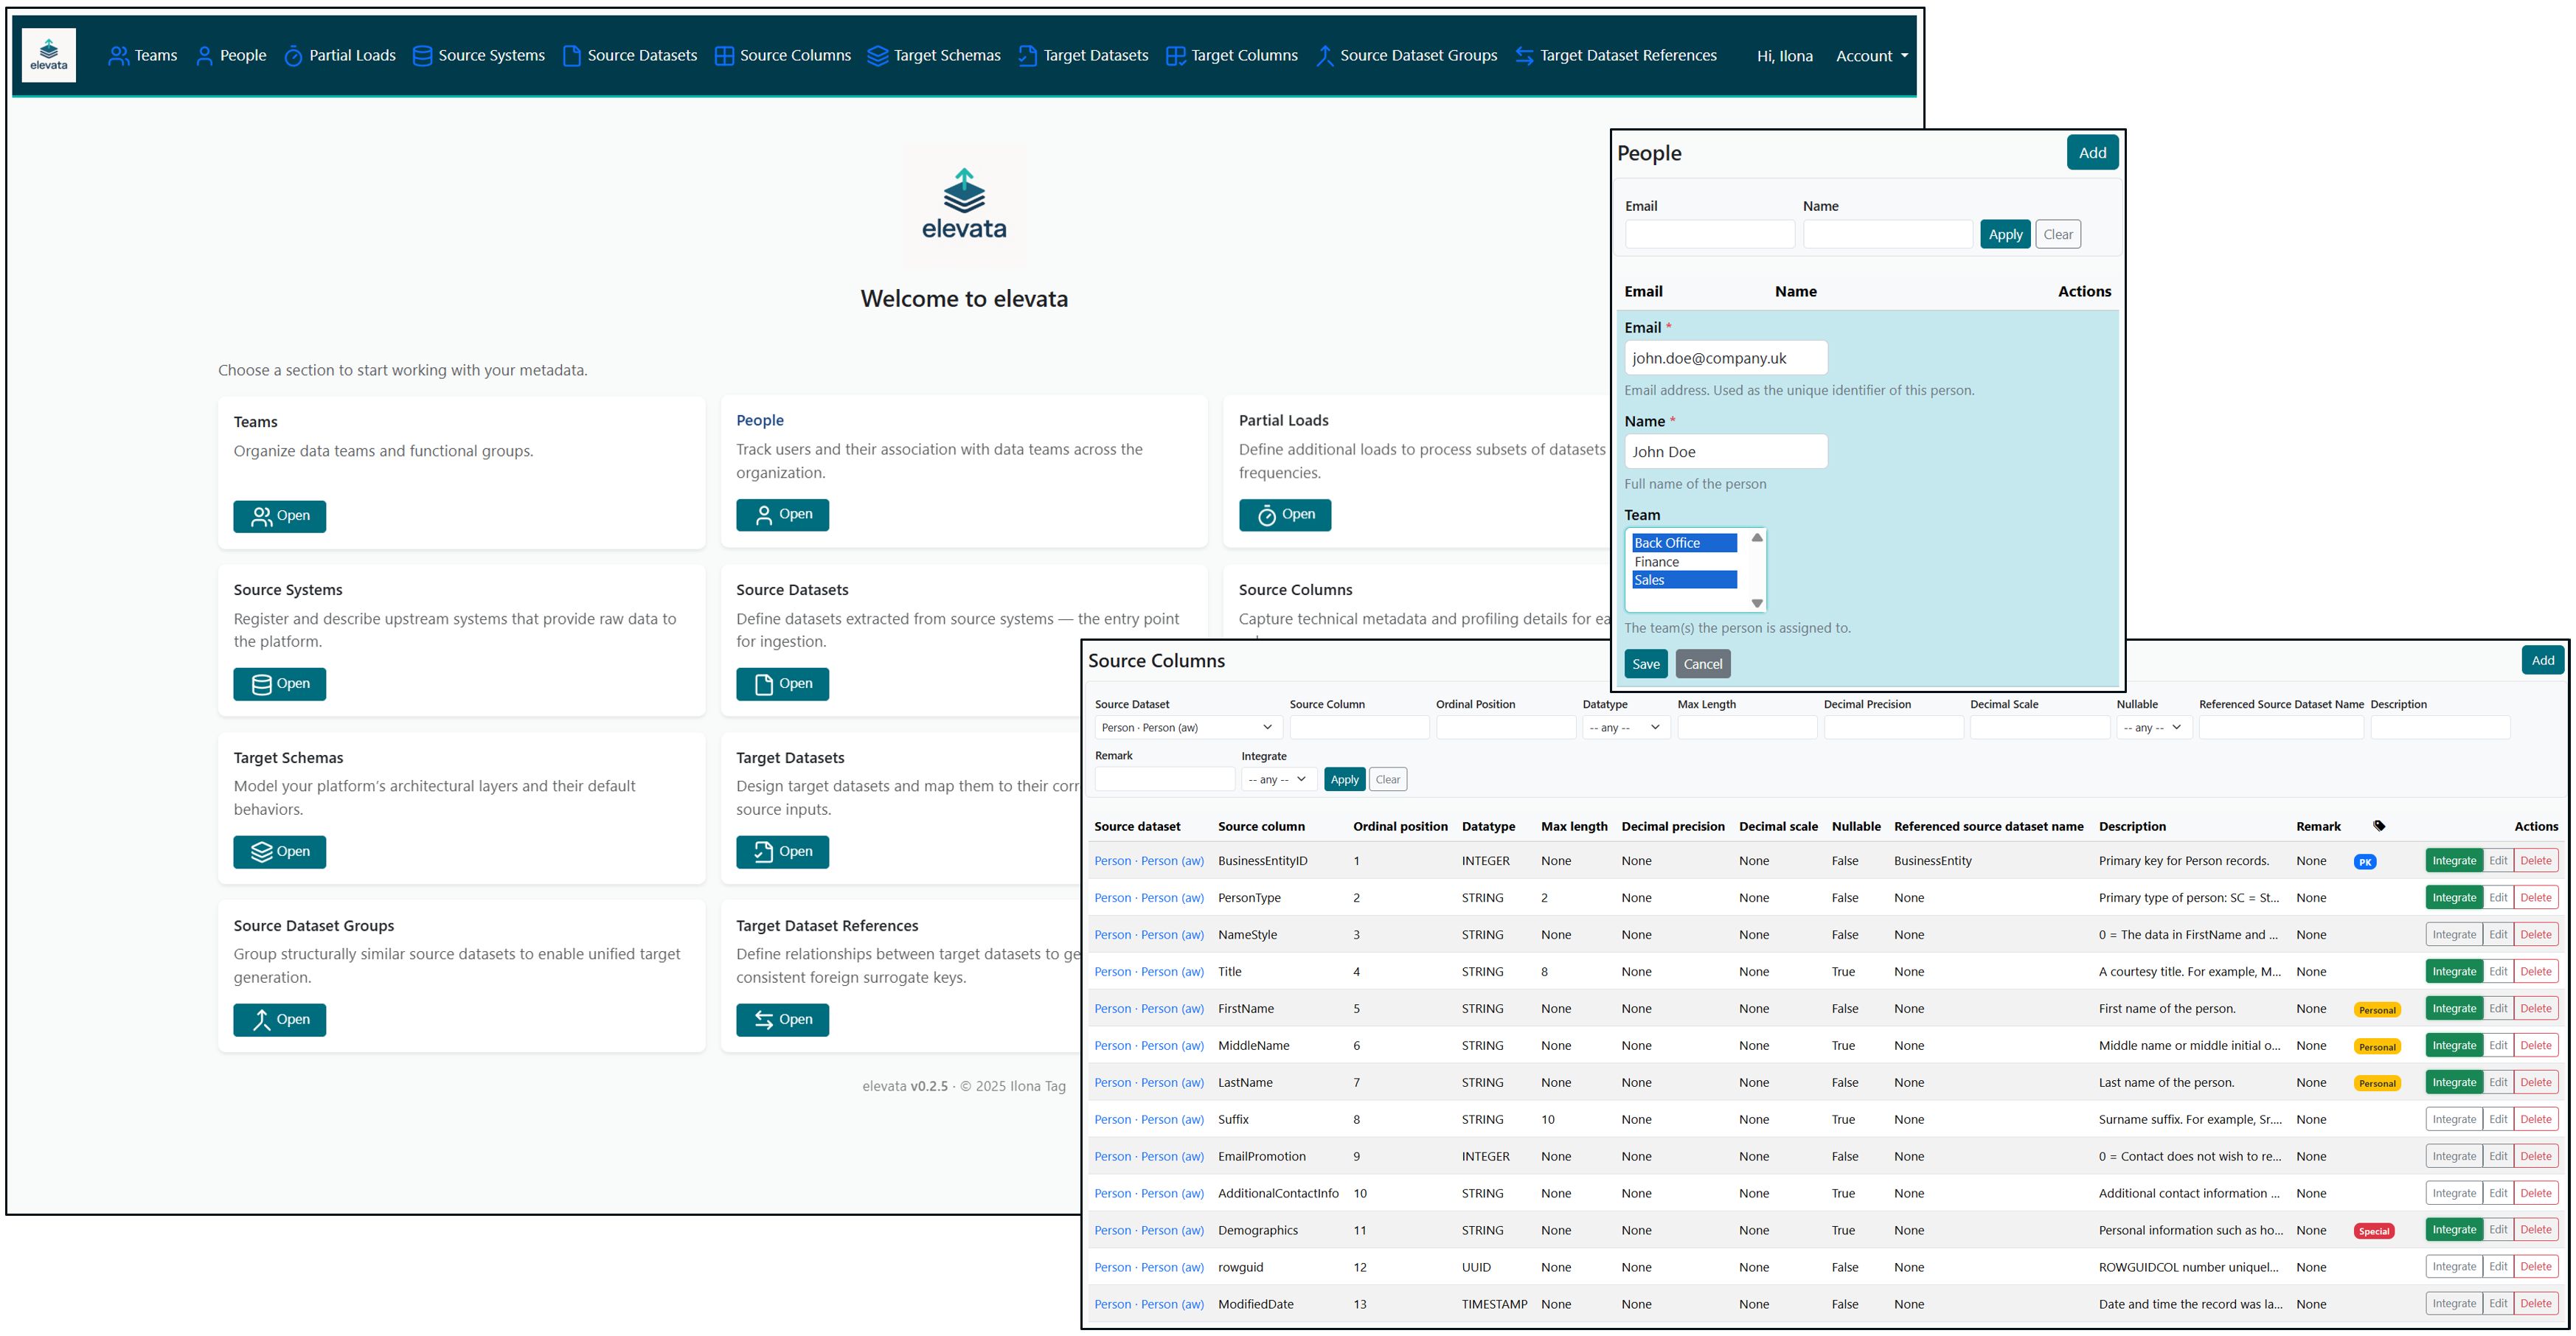 elevata
Teams People Partial Loads Source Systems Source Datasets Source Columns Target Schemas Target Datasets Target Columns Source Dataset Groups Target Dataset References Hi, Ilona Account
elevata
Welcome to elevata
Choose a section to start working with your metadata.
Teams
Organize data teams and functional groups.
Open
People
Track users and their association with data teams across the
organization.
Open
Partial Loads
Define additional loads to process subsets of datasets
frequencies.
Open
Source Systems
Register and describe upstream systems that provide raw data to
the platform.
Open
Source Datasets
Define datasets extracted from source systems — the entry point
for ingestion.
Open
Source Columns
Capture technical metadata and profiling details for ea
Target Schemas
Model your platform's architectural layers and their default
behaviors.
Open
Target Datasets
Design target datasets and map them to their corr
source inputs.
Open
Source Dataset Groups
Group structurally similar source datasets to enable unified target
generation.
Open
Target Dataset References
Define relationships between target datasets to ge
consistent foreign surrogate keys.
Open
elevata v0.2.5 · © 2025 Ilona Tag
People Add
Email Name
Apply Clear
Email Name Actions
Email *
john.doe@company.uk
Email address. Used as the unique identifier of this person.
Name *
John Doe
Full name of the person
Team
Back Office
Finance
Sales
The team(s) the person is assigned to.
Save Cancel
Source Columns Add
Source Dataset Source Column Ordinal Position Datatype Max Length Decimal Precision Decimal Scale Nullable Referenced Source Dataset Name Description
Person · Person (aw) -- any -- -- any --
Remark Integrate
-- any -- Apply Clear
Source dataset Source column Ordinal position Datatype Max length Decimal precision Decimal scale Nullable Referenced source dataset name Description Remark Actions
Person · Person (aw) BusinessEntityID 1 INTEGER None None None False BusinessEntity Primary key for Person records. None PK Integrate Edit Delete
Person · Person (aw) PersonType 2 STRING 2 None None False None Primary type of person: SC = St... None Integrate Edit Delete
Person · Person (aw) NameStyle 3 STRING None None None False None 0 = The data in FirstName and ... None Integrate Edit Delete
Person · Person (aw) Title 4 STRING 8 None None True None A courtesy title. For example, M... None Integrate Edit Delete
Person · Person (aw) FirstName 5 STRING None None None False None First name of the person. None Personal Integrate Edit Delete
Person · Person (aw) MiddleName 6 STRING None None None True None Middle name or middle initial o... None Personal Integrate Edit Delete
Person · Person (aw) LastName 7 STRING None None None False None Last name of the person. None Personal Integrate Edit Delete
Person · Person (aw) Suffix 8 STRING 10 None None True None Surname suffix. For example, Sr.... None Integrate Edit Delete
Person · Person (aw) EmailPromotion 9 INTEGER None None None False None 0 = Contact does not wish to re... None Integrate Edit Delete
Person · Person (aw) AdditionalContactInfo 10 STRING None None None True None Additional contact information ... None Integrate Edit Delete
Person · Person (aw) Demographics 11 STRING None None None True None Personal information such as ho... None Special Integrate Edit Delete
Person · Person (aw) rowguid 12 UUID None None None False None ROWGUIDCOL number uniquel... None Integrate Edit Delete
Person · Person (aw) ModifiedDate 13 TIMESTAMP None None None False None Date and time the record was la... None Integrate Edit Delete